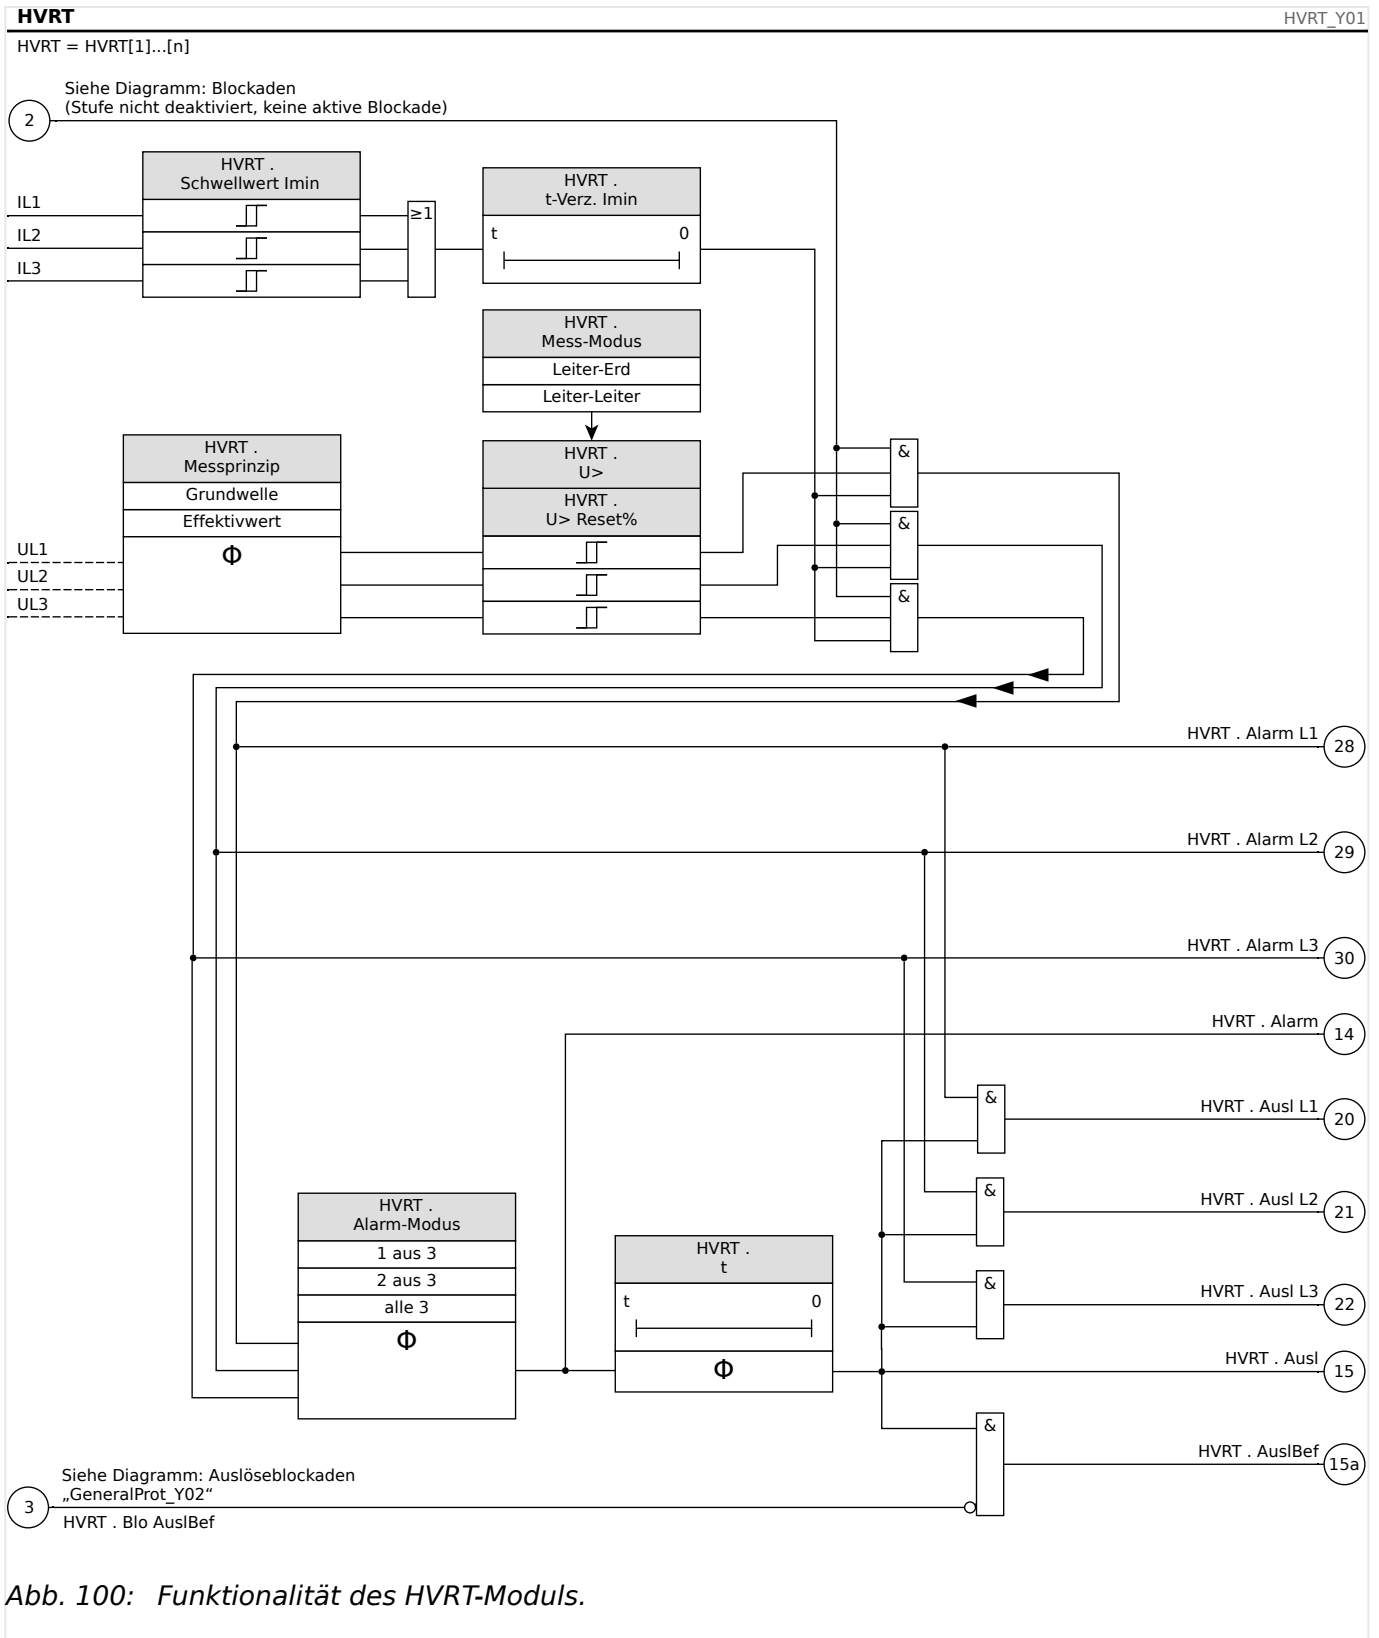 HVRT
HVRT_Y01
HVRT = HVRT[1]...[n]
Siehe Diagramm: Blockaden
(Stufe nicht deaktiviert, keine aktive Blockade)
2
HVRT .
Schwellwert Imin
IL1
IL2
IL3
≥1
HVRT .
t-Verz. Imin
t 0
HVRT .
Mess-Modus
Leiter-Erd
Leiter-Leiter
HVRT .
Messprinzip
Grundwelle
Effektivwert
Φ
UL1
UL2
UL3
HVRT .
U>
HVRT .
U> Reset%
&
&
&
HVRT . Alarm L1
28
HVRT . Alarm L2
29
HVRT . Alarm L3
30
HVRT . Alarm
14
&
HVRT . Ausl L1
20
&
HVRT . Ausl L2
21
&
HVRT . Ausl L3
22
HVRT .
Alarm-Modus
1 aus 3
2 aus 3
alle 3
Φ
HVRT .
t
t 0
Φ
HVRT . Ausl
15
&
HVRT . AuslBef
15a
Siehe Diagramm: Auslöseblockaden
„GeneralProt_Y02“
3
HVRT . Blo AuslBef
Abb. 100: Funktionalität des HVRT-Moduls.